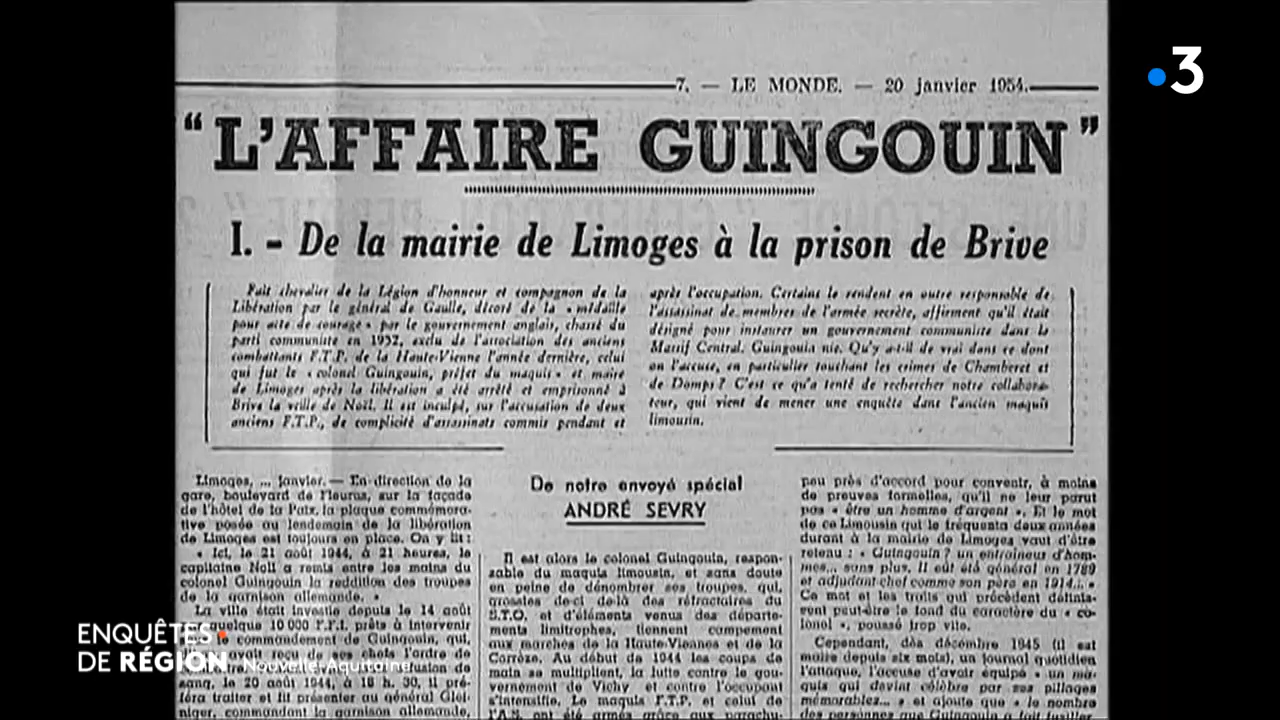 7. — LE MONDE. — 20 janvier 1954.
3
“ L'AFFAIRE GUINGOUIN ”
I. - De la mairie de Limoges à la prison de Brive
Fait chevalier de la Légion d'honneur et compagnon de la
Libération par le général de Gaulle, décoré de la « médaille
pour acte de courage » par le gouvernement anglais, chassé du
parti communiste en 1952, exclu de l'association des anciens
combattants F.T.P. de la Haute-Vienne l'année dernière, celui
qui fut le « colonel Guingouin, préfet du maquis » et maire
de Limoges après la libération a été arrêté et emprisonné à
Brive la veille de Noël. Il est inculpé, sur l'accusation de deux
anciens F.T.P., de complicité d'assassinats commis pendant et
après l'occupation. Certains le rendent en outre responsable de
l'assassinat de membres de l'armée secrète, affirment qu'il était
désigné pour instaurer un gouvernement communiste dans le
Massif Central. Guingouin nie. Qu'y a-t-il de vrai dans ce dont
on l'accuse, en particulier touchant les crimes de Chamberet et
de Domps ? C'est ce qu'a tenté de rechercher notre collabora-
teur, qui vient de mener une enquête dans l'ancien maquis
limousin.
Limoges, ... janvier. — En direction de la
gare, boulevard de Fleurus, sur la façade
de l'hôtel de la Paix, la plaque commémora-
tive posée au lendemain de la libération
de Limoges est toujours en place. On y lit :
« Ici, le 21 août 1944, à 21 heures, le
capitaine Noll a remis entre les mains du
colonel Guingouin la reddition des troupes
de la garnison allemande. »
La ville était investie depuis le 14 août
quelque 10 000 F.F.I. prêts à intervenir
commandement de Guingouin, qui,
avait reçu de ses chefs l'ordre de
sang, le 20 août 1944, à 18 h. 30, il pré-
féra traiter et fit présenter au général Glei-
niger, commandant la garnison allemande,
De notre envoyé spécial
ANDRÉ SEVRY
Il est alors le colonel Guingouin, respon-
sable du maquis limousin, et sans doute
en peine de dénombrer ses troupes, qui,
grossies de-ci de-là des réfractaires du
S.T.O. et d'éléments venus des départe-
ments limitrophes, tiennent campement
aux marches de la Haute-Vienne et de la
Corrèze. Au début de 1944 les coups de
main se multiplient, la lutte contre le gou-
vernement de Vichy et contre l'occupant
s'intensifie. Le maquis F.T.P. et celui de
l'A.S. ont été armés grâce aux parachu-
peu près d'accord pour convenir, à moins
de preuves formelles, qu'il ne leur parut
pas « être un homme d'argent ». Et le mot
de ce Limousin qui le fréquenta deux années
durant à la mairie de Limoges vaut d'être
retenu : « Guingouin ? un entraîneur d'hom-
mes... sans plus. Il eût été général en 1789
et adjudant-chef comme son père en 1914... »
Ce mot et les traits qui précèdent définis-
sent peut-être le fond du caractère du « co-
lonel », poussé trop vite.
Cependant, dès décembre 1945 (il est
maire depuis six mois), un journal quotidien
l'attaque, l'accuse d'avoir équipé « un ma-
quis qui devint célèbre par ses pillages
mémorables... » et ajoute que « le nombre
des personnes que Guingouin a fait fusiller
ENQUÊTES
DE RÉGION Nouvelle-Aquitaine